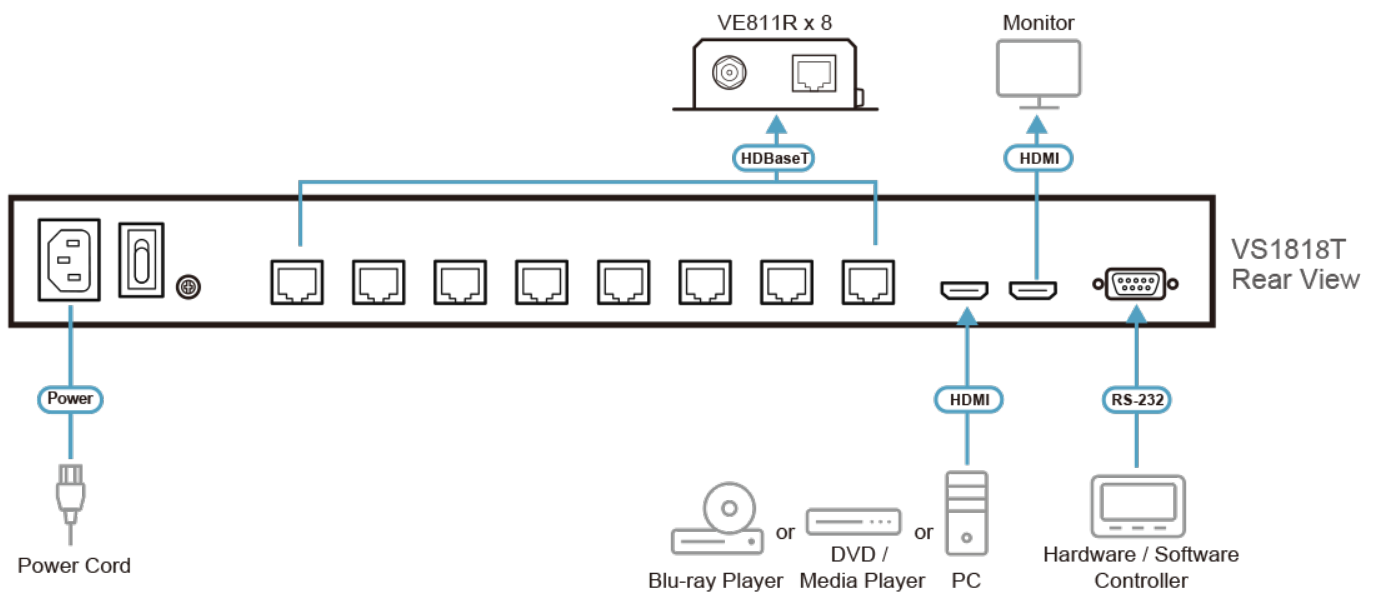 VE811R x 8
Monitor
HDBaseT
HDMI
VS1818T
Rear View
Power
HDMI
RS-232
Power Cord
Blu-ray Player
or
DVD /
Media Player
or
PC
Hardware / Software
Controller